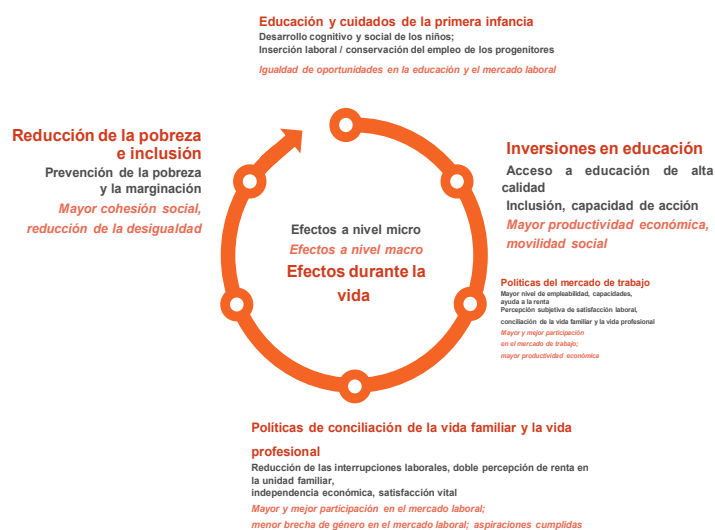 Educación y cuidados de la primera infancia
Desarrollo cognitivo y social de los niños;
Inserción laboral / conservación del empleo de los progenitores
Igualdad de oportunidades en la educación y el mercado laboral
Reducción de la pobreza
e inclusión
Prevención de la pobreza
y la marginación
Mayor cohesión social,
reducción de la desigualdad
Inversiones en educación
Acceso a educación de alta
calidad
Inclusión, capacidad de acción
Mayor productividad económica,
movilidad social
Efectos a nivel micro
Efectos a nivel macro
Efectos durante la
vida
Políticas del mercado de trabajo
Mayor nivel de empleabilidad, capacidades,
ayuda a la renta
Percepción subjetiva de satisfacción laboral,
conciliación de la vida familiar y la vida profesional
Mayor y mejor participación
en el mercado de trabajo;
mayor productividad económica
Políticas de conciliación de la vida familiar y la vida
profesional
Reducción de las interrupciones laborales, doble percepción de renta en
la unidad familiar,
independencia económica, satisfacción vital
Mayor y mejor participación en el mercado laboral;
menor brecha de género en el mercado laboral; aspiraciones cumplidas